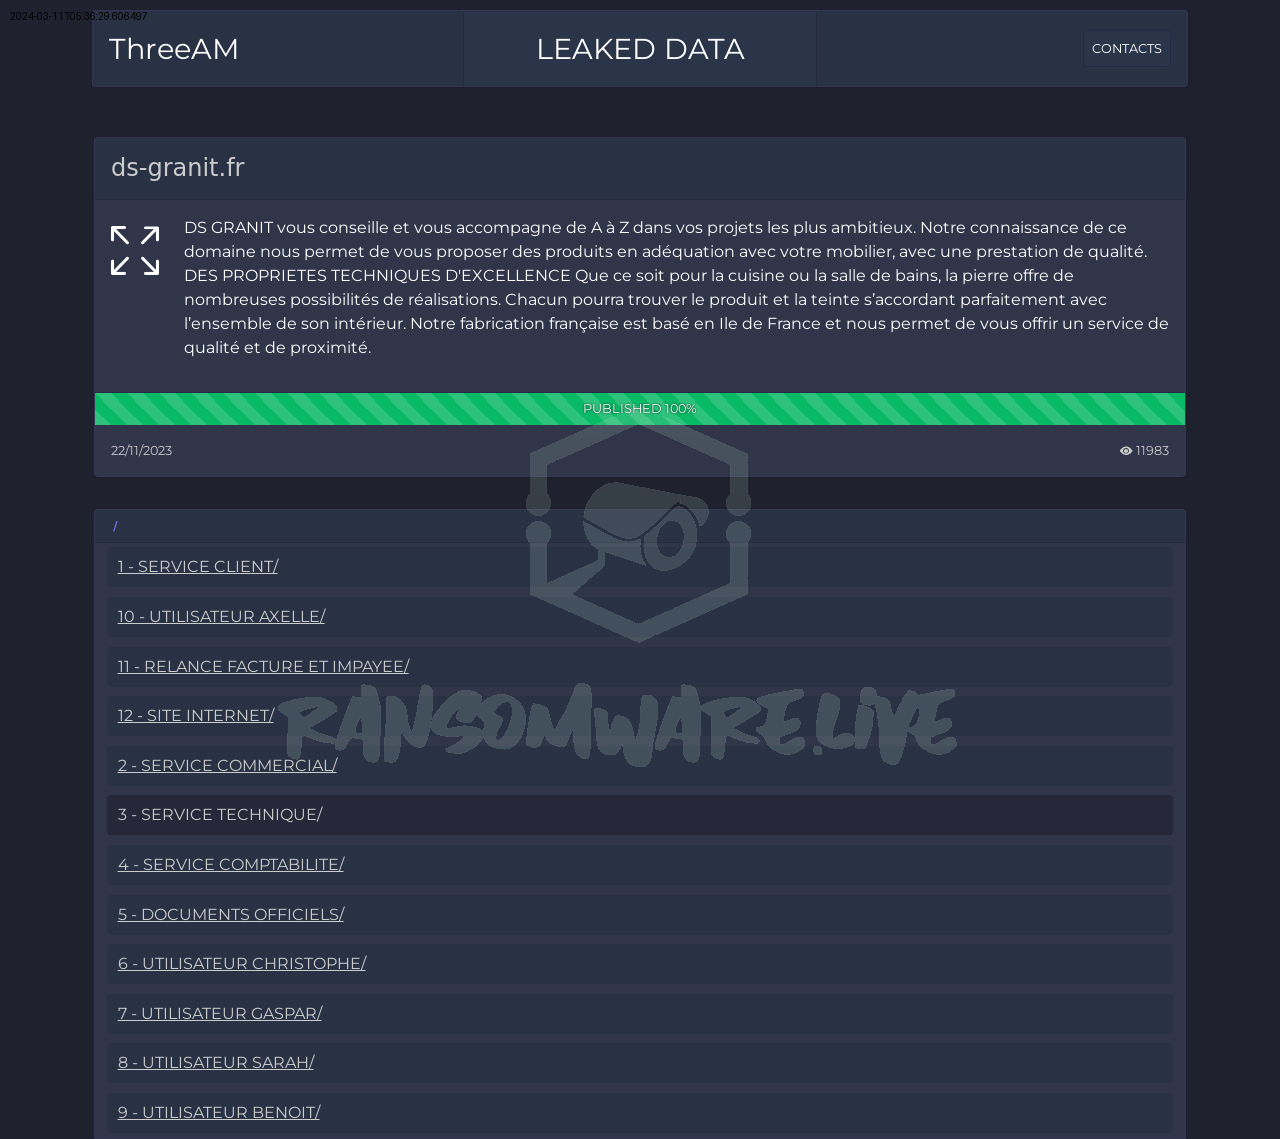 2024-03-11T05:36:29.606497
ThreeAM
LEAKED DATA
CONTACTS
ds-granit.fr
DS GRANIT vous conseille et vous accompagne de A à Z dans vos projets les plus ambitieux. Notre connaissance de ce
domaine nous permet de vous proposer des produits en adéquation avec votre mobilier, avec une prestation de qualité.
DES PROPRIETES TECHNIQUES D'EXCELLENCE Que ce soit pour la cuisine ou la salle de bains, la pierre offre de
nombreuses possibilités de réalisations. Chacun pourra trouver le produit et la teinte s’accordant parfaitement avec
l’ensemble de son intérieur. Notre fabrication française est basé en Ile de France et nous permet de vous offrir un service de
qualité et de proximité.
PUBLISHED 100%
22/11/2023
11983
/
1 - SERVICE CLIENT/
10 - UTILISATEUR AXELLE/
11 - RELANCE FACTURE ET IMPAYEE/
12 - SITE INTERNET/
RANSOMWARE.LIVE
2 - SERVICE COMMERCIAL/
3 - SERVICE TECHNIQUE/
4 - SERVICE COMPTABILITE/
5 - DOCUMENTS OFFICIELS/
6 - UTILISATEUR CHRISTOPHE/
7 - UTILISATEUR GASPAR/
8 - UTILISATEUR SARAH/
9 - UTILISATEUR BENOIT/